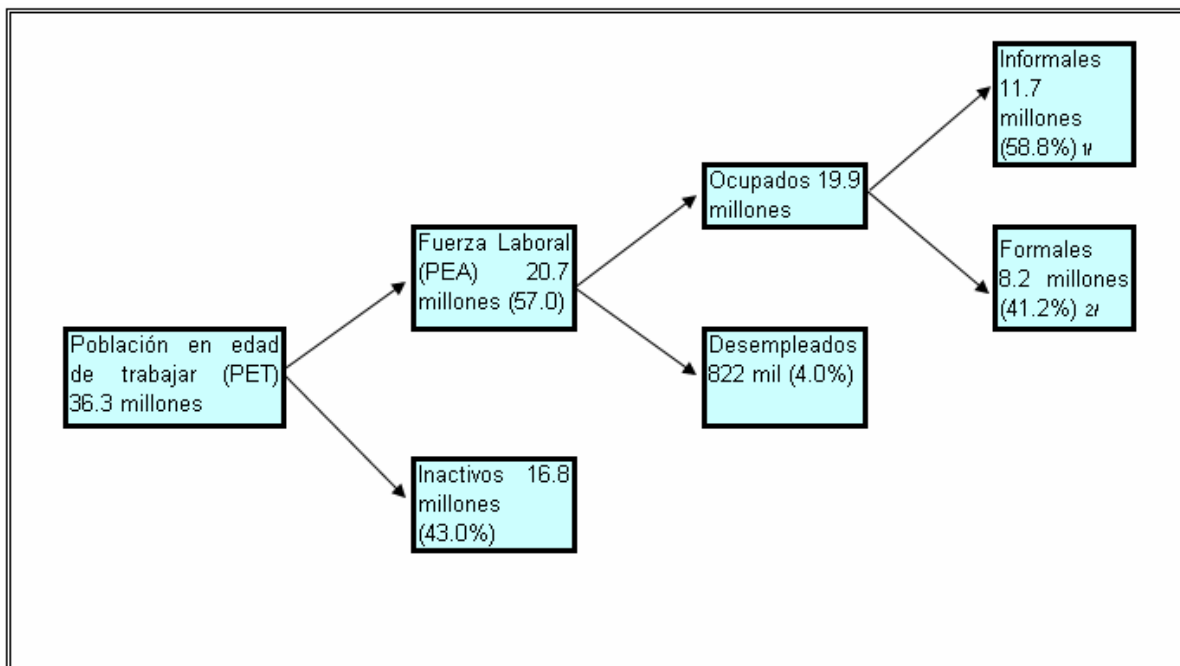 Informales
11.7
millones
(58.8%) 1/
Ocupados 19.9
millones
Fuerza Laboral
(PEA) 20.7
millones (57.0)
Formales
8.2 millones
(41.2%) 2/
Población en edad
de trabajar (PET)
36.3 millones
Desempleados
822 mil (4.0%)
Inactivos 16.8
millones
(43.0%)